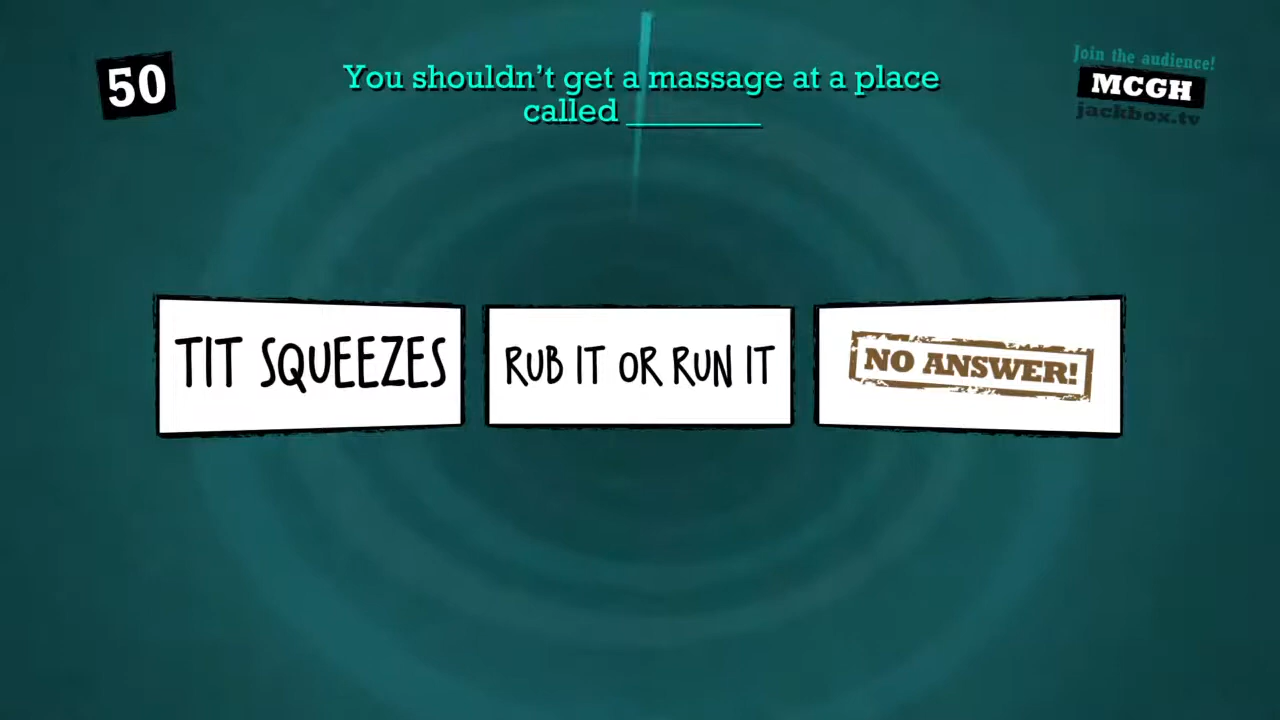 50
You shouldn't get a massage at a place
called ________
Join the audience!
MCGH
jackbox.tv
TIT SQUEEZES
RUB IT OR RUN IT
NO ANSWER!